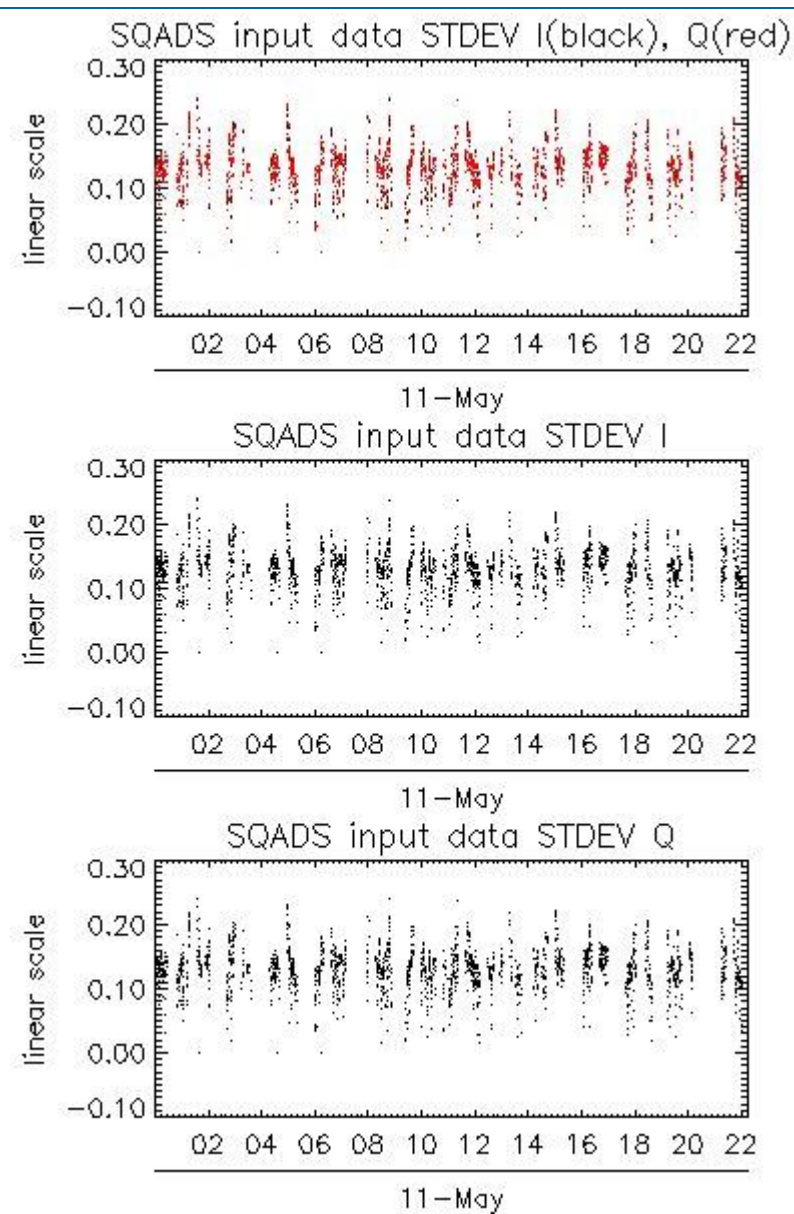 SQADS input data STDEV I(black), Q(red)
0.30
0.20
0.10
0.00
-0.10
linear scale
02 04 06 08 10 12 14 16 18 20 22
11-May
SQADS input data STDEV I
0.30
0.20
0.10
0.00
-0.10
linear scale
02 04 06 08 10 12 14 16 18 20 22
11-May
SQADS input data STDEV Q
0.30
0.20
0.10
0.00
-0.10
linear scale
02 04 06 08 10 12 14 16 18 20 22
11-May